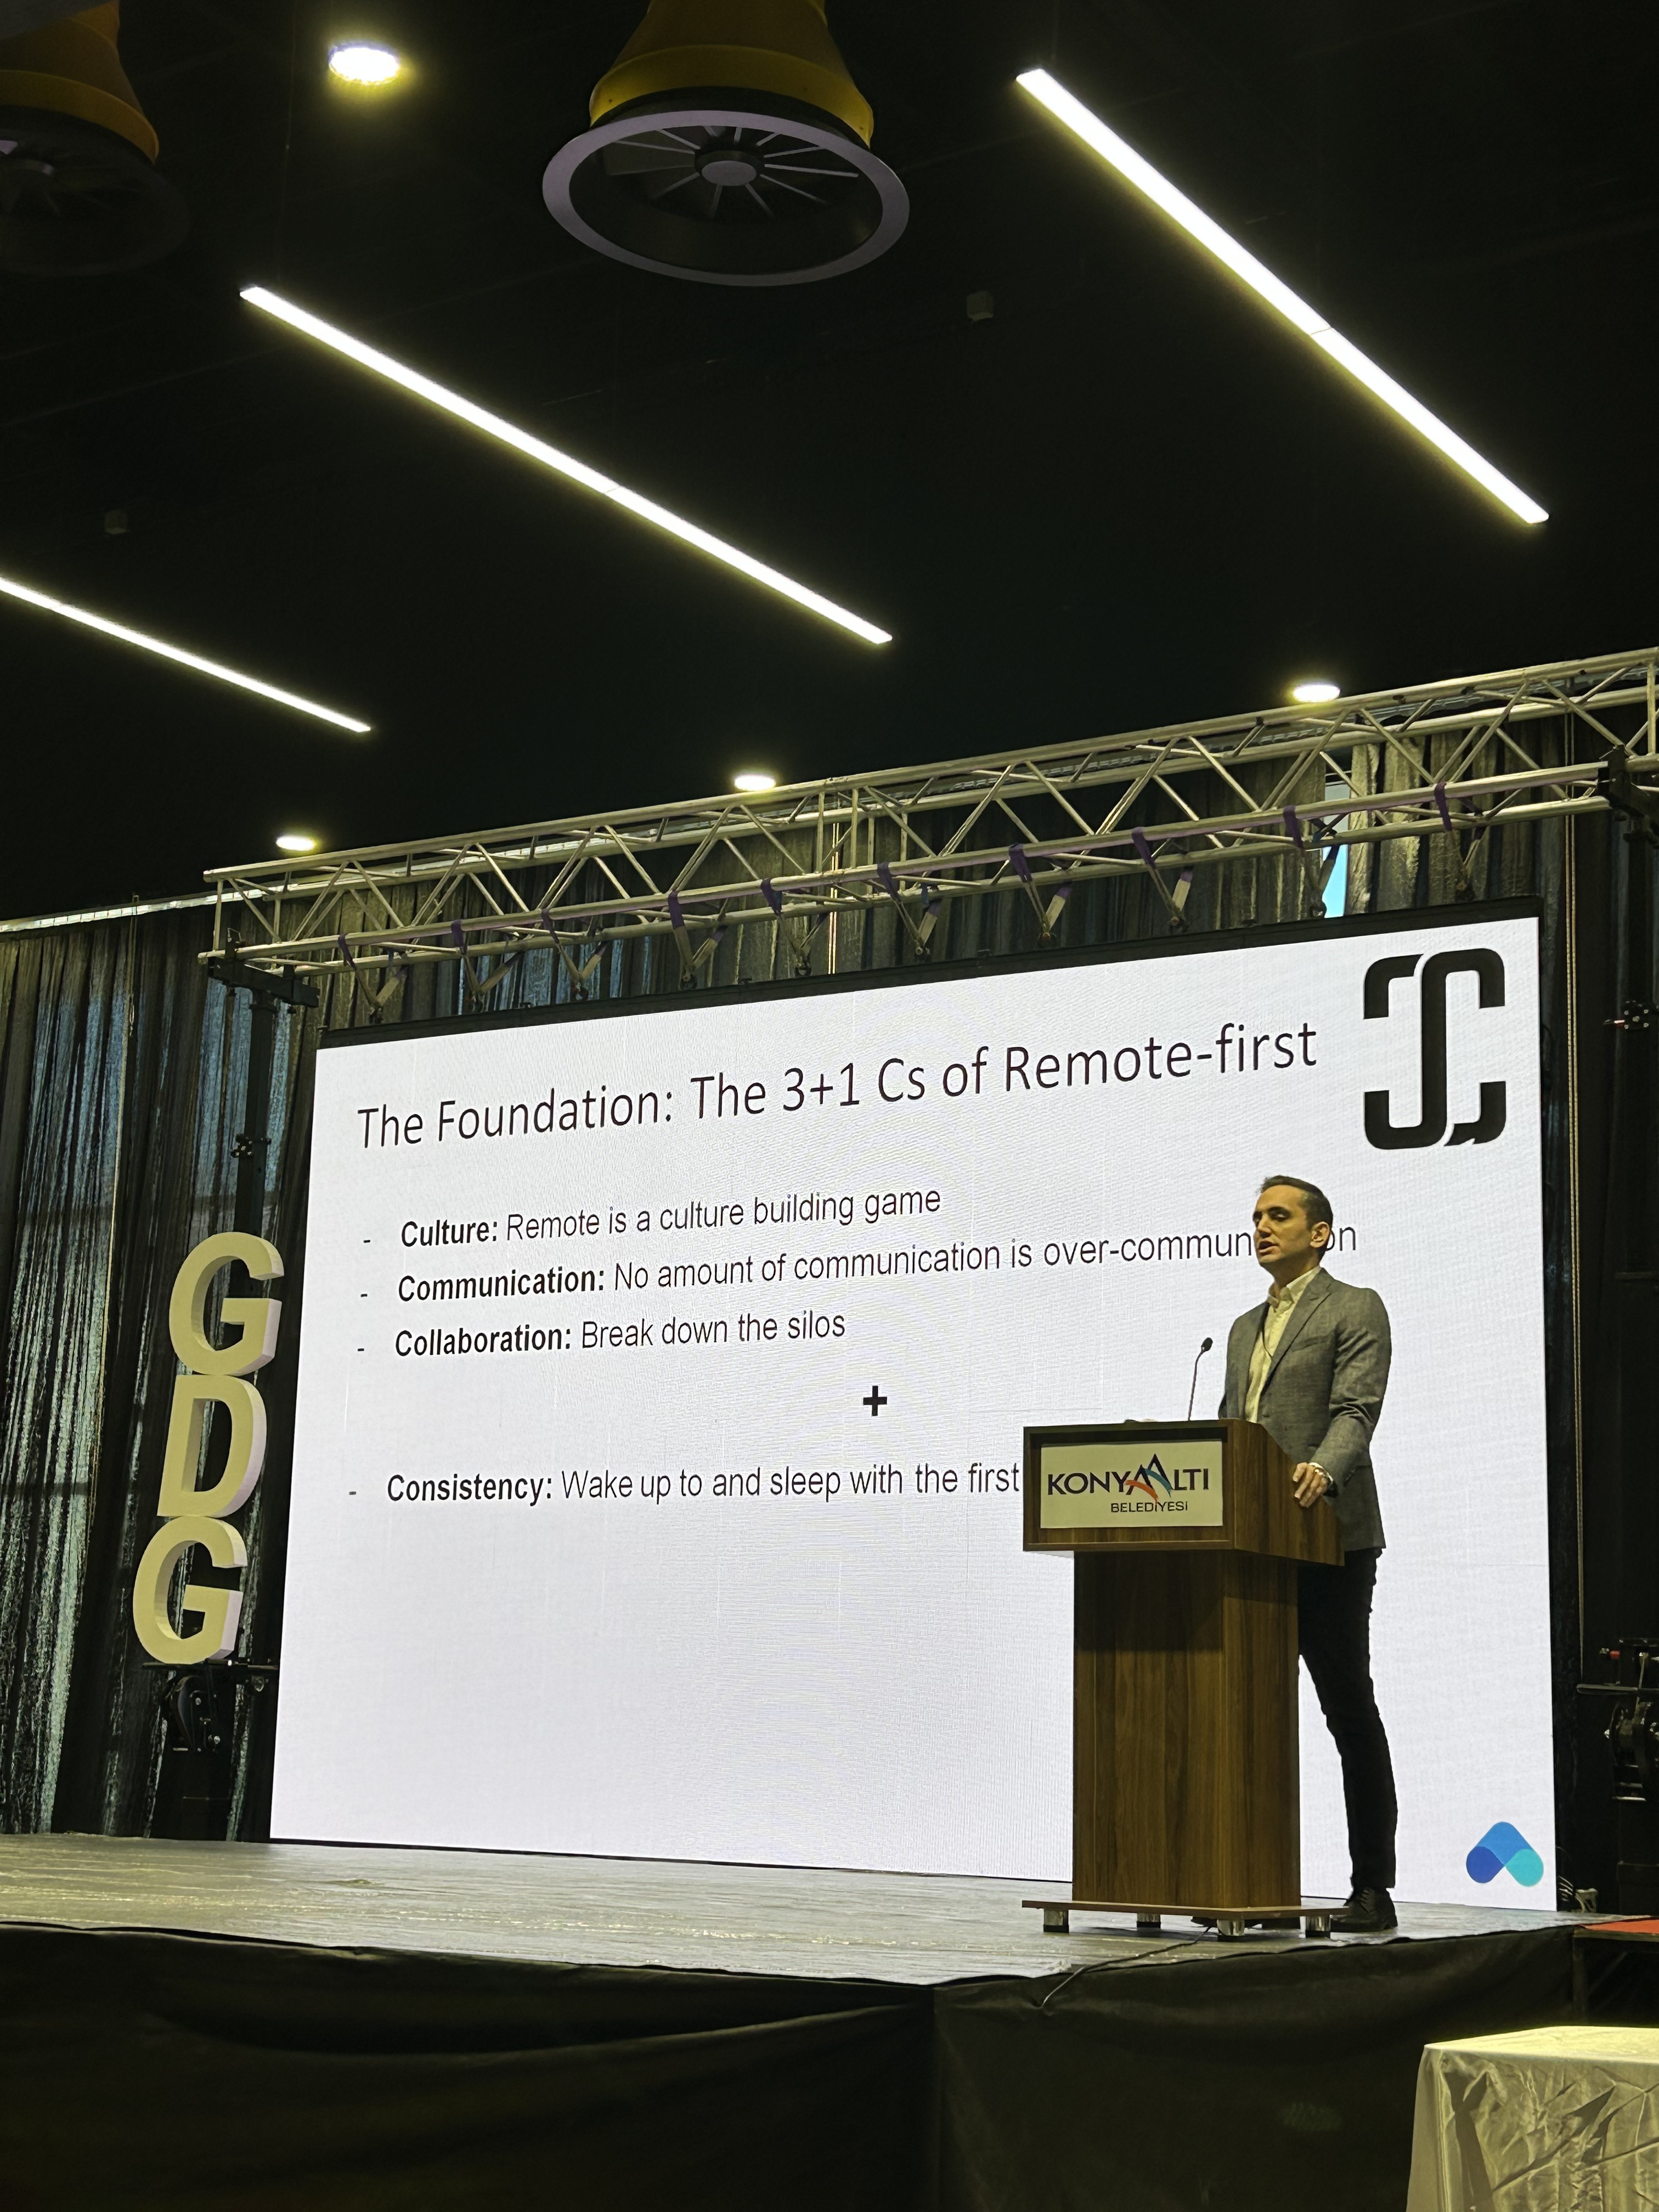 The Foundation: The 3+1 Cs of Remote-first
- Culture: Remote is a culture building game
- Communication: No amount of communication is over-commun on
- Collaboration: Break down the silos
+
- Consistency: Wake up to and sleep with the first
KONYAALTI
BELEDİYESİ
G
D
G